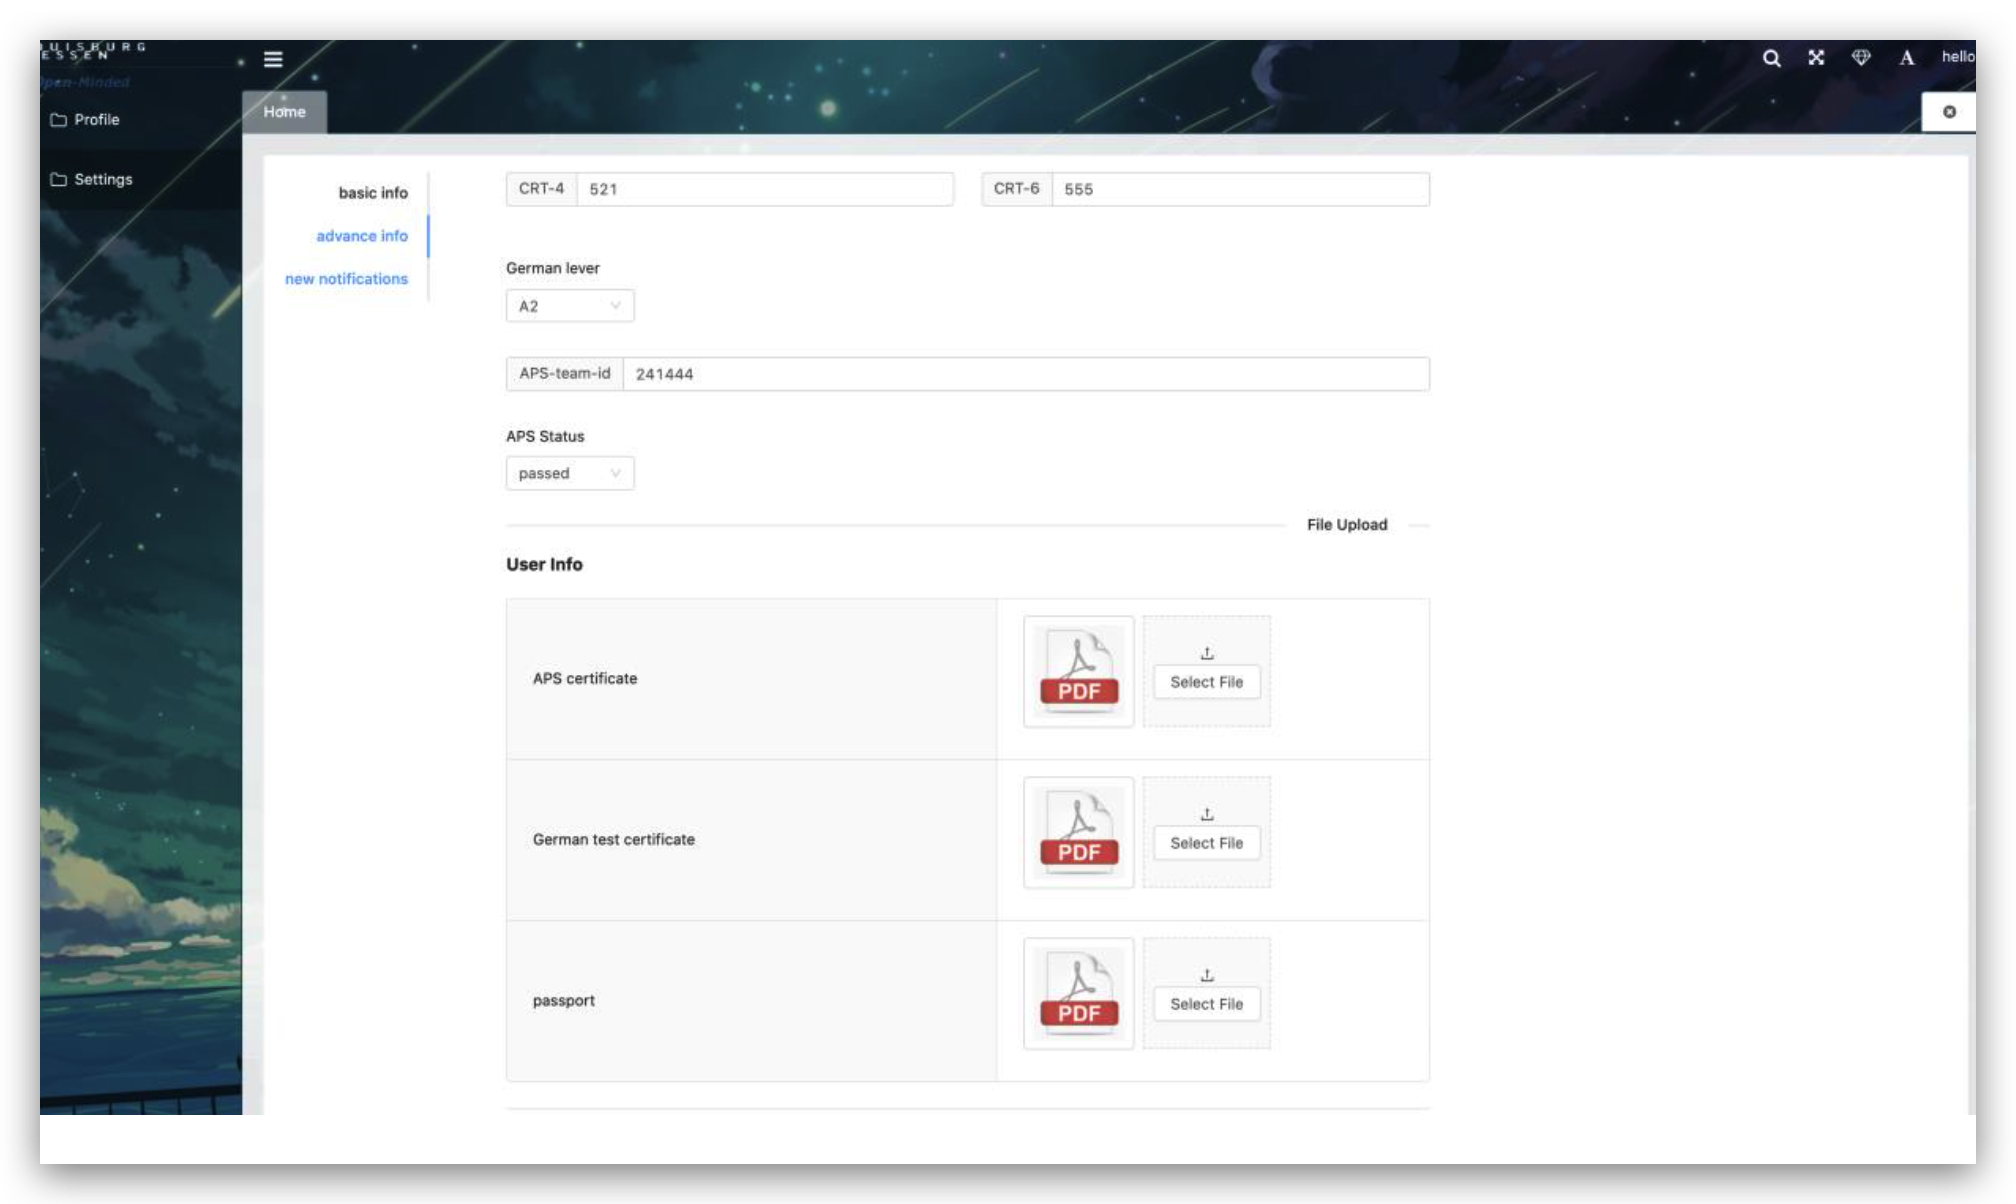 UISBURG
ESSEN
Open-Minded
Profile
Settings
A
hello
Home
basic info
advance info
new notifications
CRT-4 521
CRT-6 555
German lever
A2
APS-team-id 241444
APS Status
passed
File Upload
User Info
APS certificate
PDF
Select File
German test certificate
PDF
Select File
passport
PDF
Select File